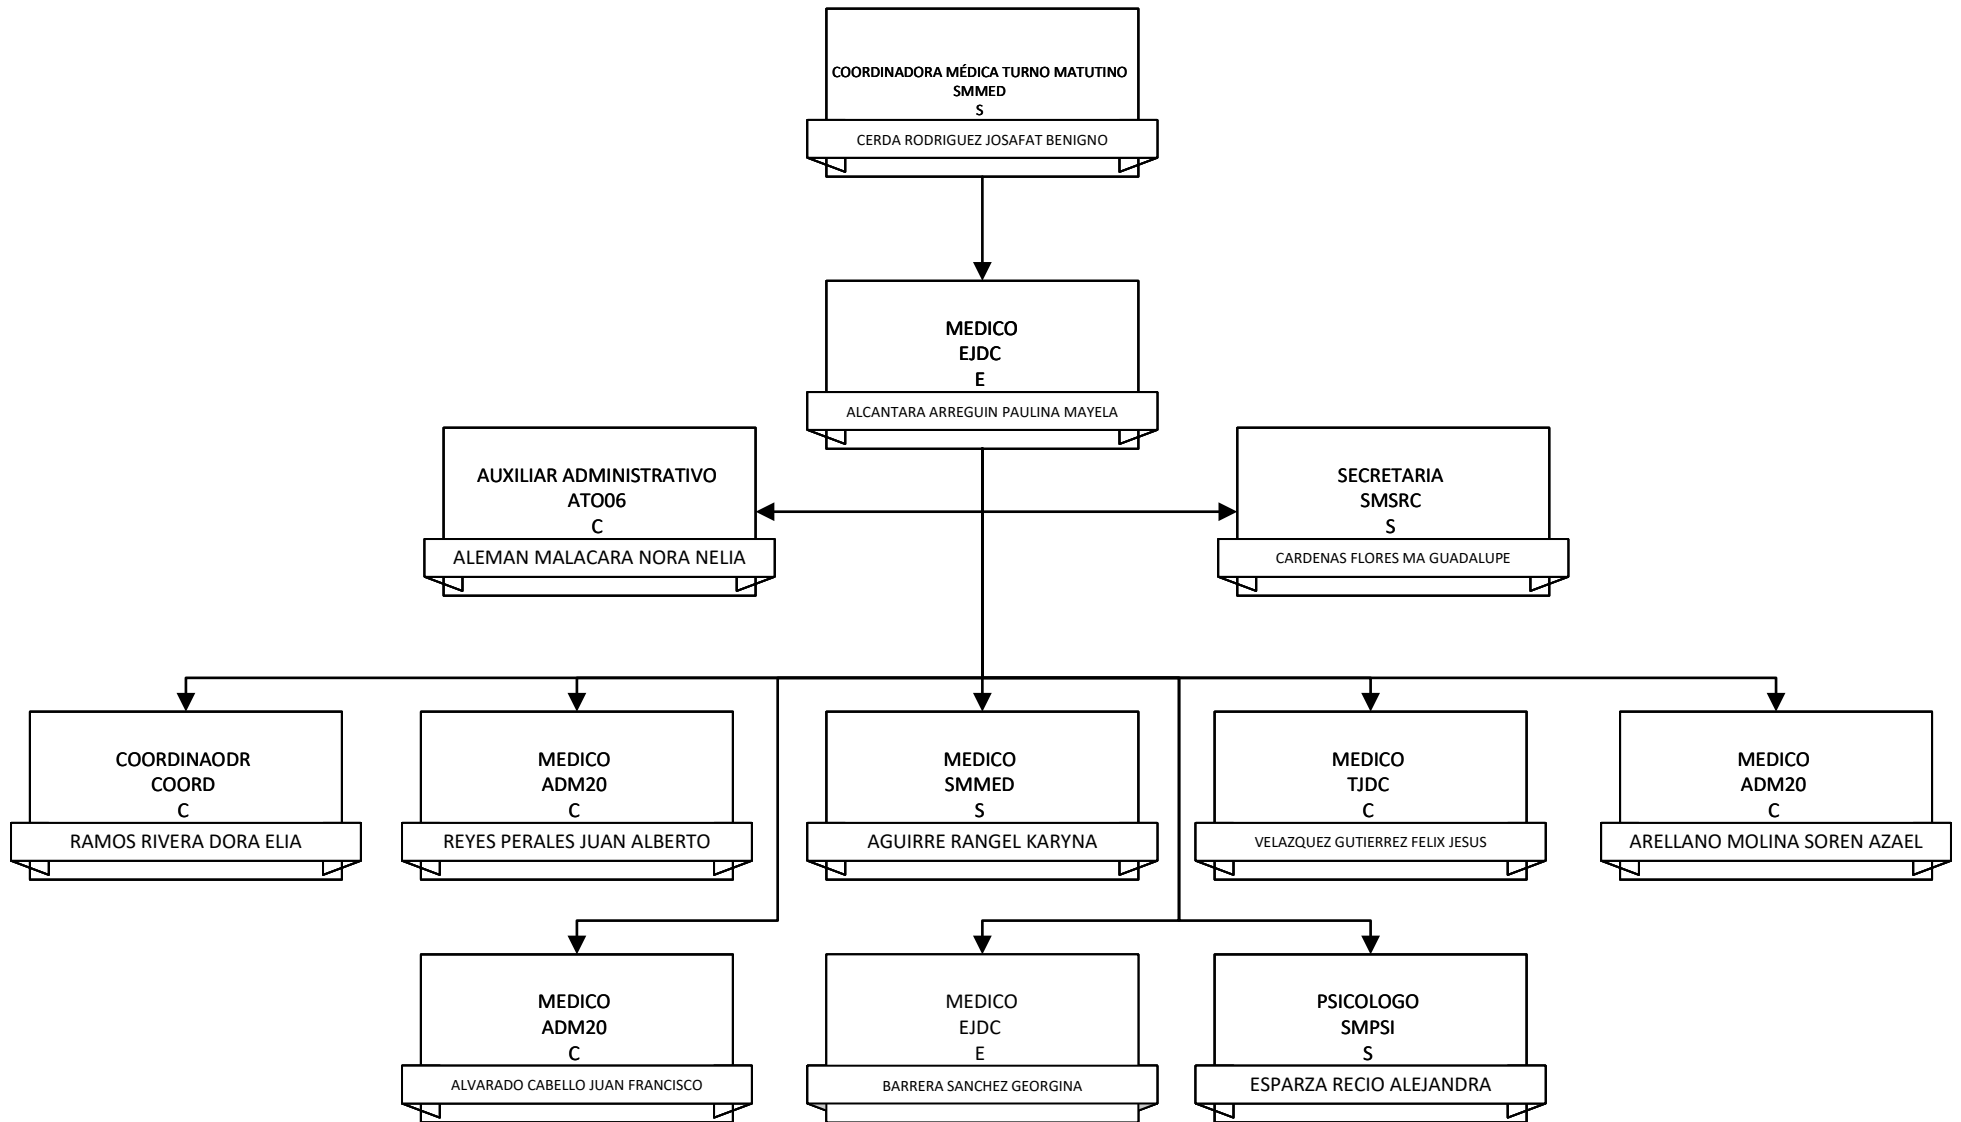 COORDINADORA MÉDICA TURNO MATUTINO
SMMED
S
CERDA RODRIGUEZ JOSAFAT BENIGNO
MEDICO
EJDC
E
ALCANTARA ARREGUIN PAULINA MAYELA
AUXILIAR ADMINISTRATIVO
ATO06
C
ALEMAN MALACARA NORA NELIA
SECRETARIA
SMSRC
S
CARDENAS FLORES MA GUADALUPE
COORDINAODR
COORD
C
RAMOS RIVERA DORA ELIA
MEDICO
ADM20
C
REYES PERALES JUAN ALBERTO
MEDICO
SMMED
S
AGUIRRE RANGEL KARYNA
MEDICO
TJDC
C
VELAZQUEZ GUTIERREZ FELIX JESUS
MEDICO
ADM20
C
ARELLANO MOLINA SOREN AZAEL
MEDICO
ADM20
C
ALVARADO CABELLO JUAN FRANCISCO
MEDICO
EJDC
E
BARRERA SANCHEZ GEORGINA
PSICOLOGO
SMPSI
S
ESPARZA RECIO ALEJANDRA